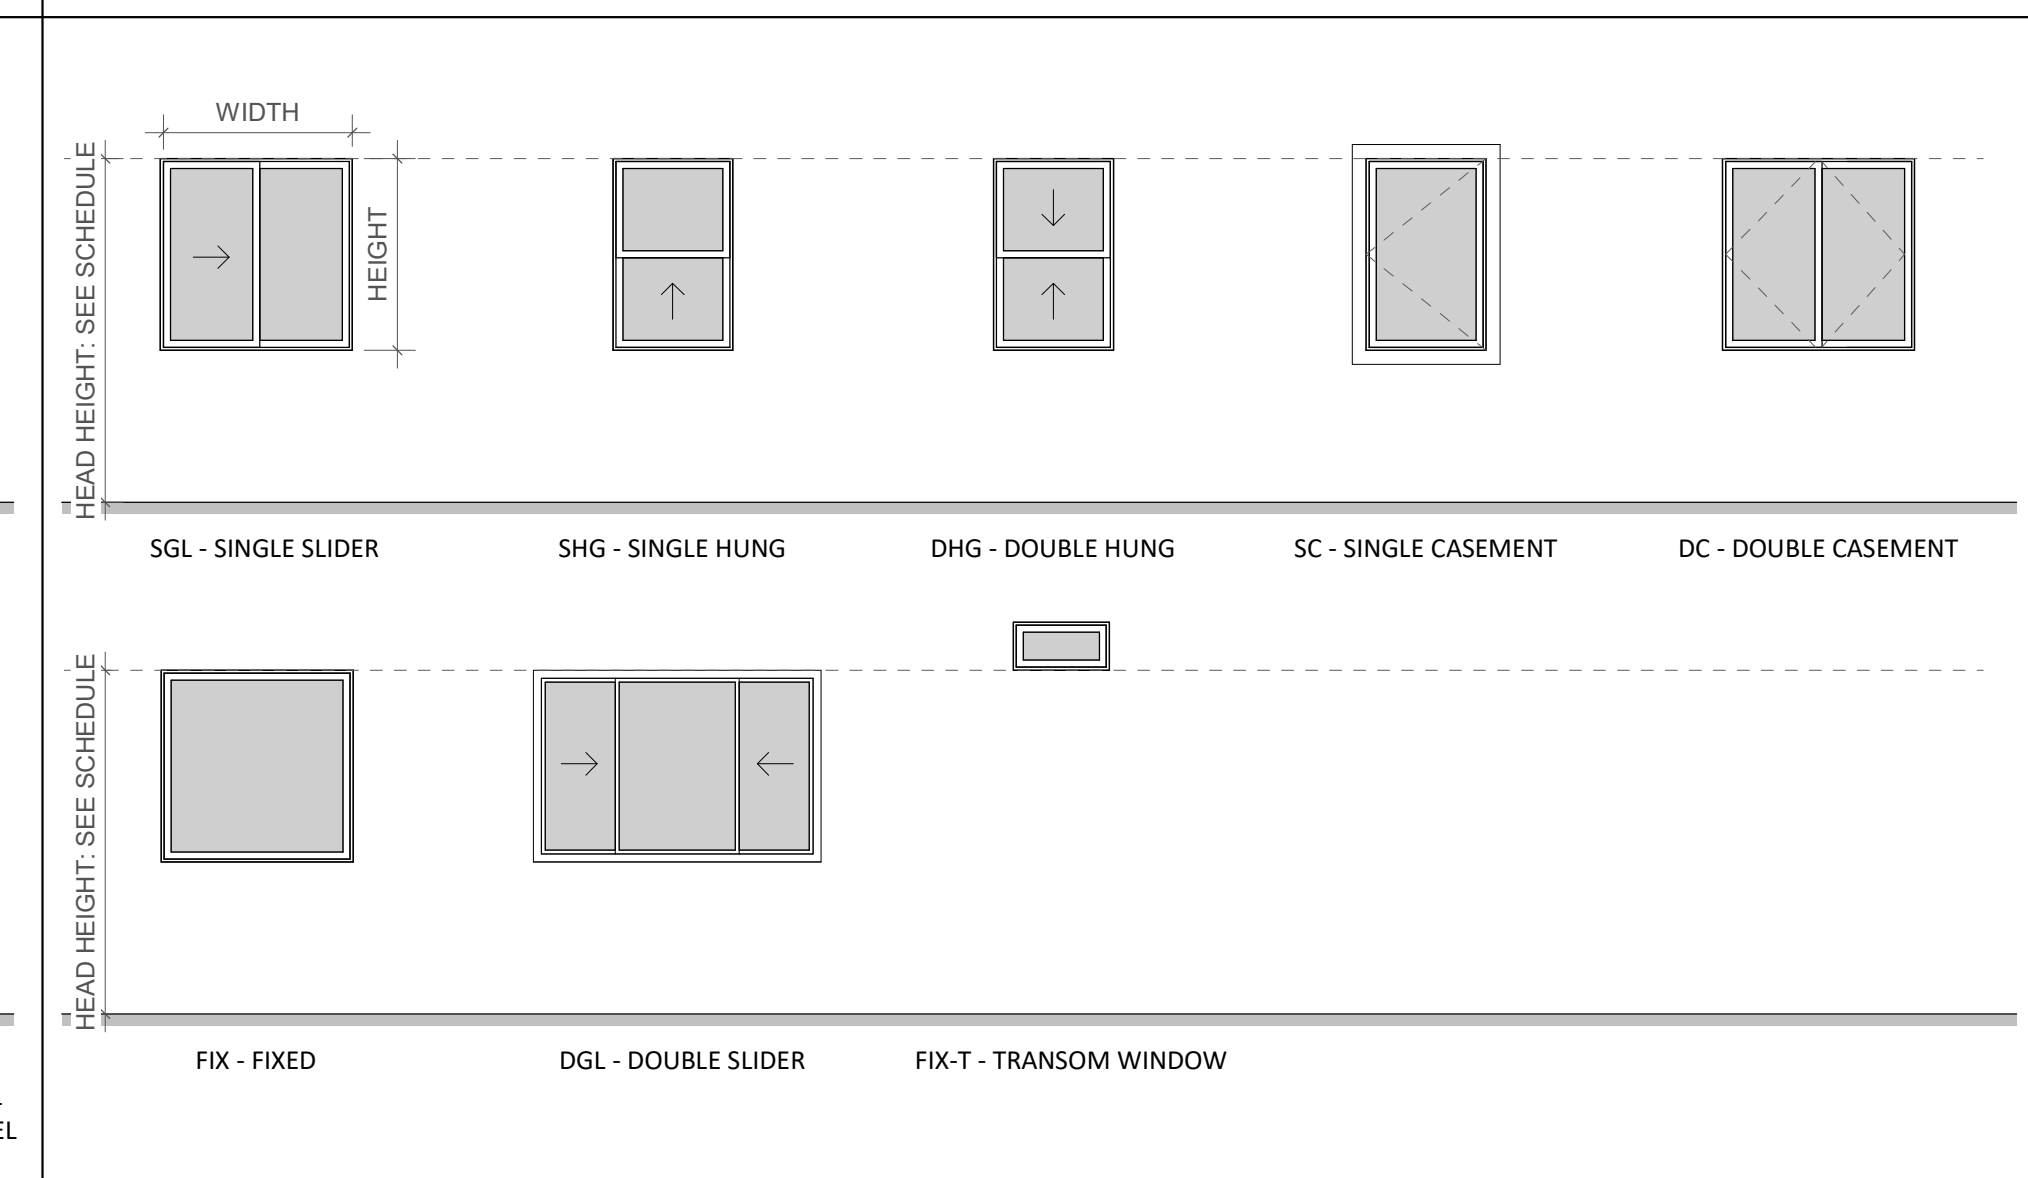 WIDTH
HEIGHT
HEAD HEIGHT: SEE SCHEDULE
SGL - SINGLE SLIDER
SHG - SINGLE HUNG
DHG - DOUBLE HUNG
SC - SINGLE CASEMENT
DC - DOUBLE CASEMENT
HEAD HEIGHT: SEE SCHEDULE
FIX - FIXED
DGL - DOUBLE SLIDER
FIX-T - TRANSOM WINDOW
EL